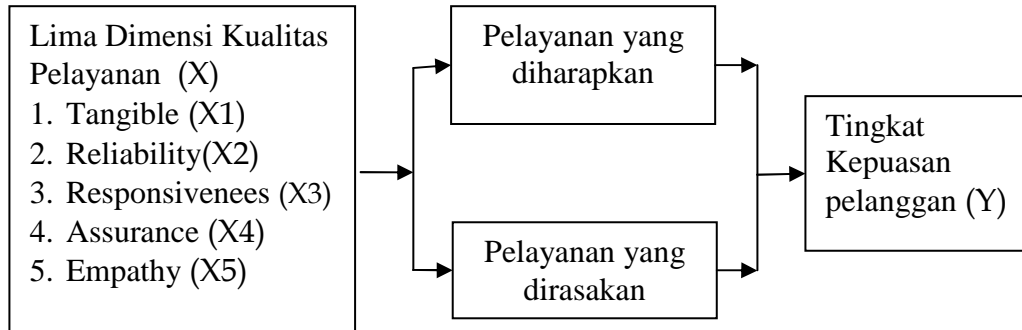 Lima Dimensi Kualitas
Pelayanan (X)
1. Tangible (X1)
2. Reliability(X2)
3. Responsivenees (X3)
4. Assurance (X4)
5. Empathy (X5)
Pelayanan yang
diharapkan
Pelayanan yang
dirasakan
Tingkat
Kepuasan
pelanggan (Y)